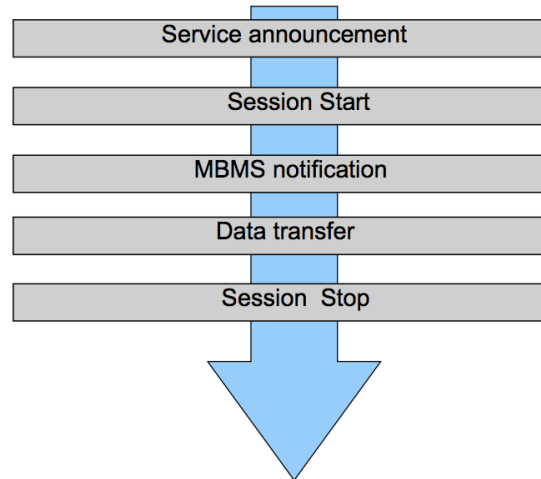 Service announcement
Session Start
MBMS notification
Data transfer
Session Stop